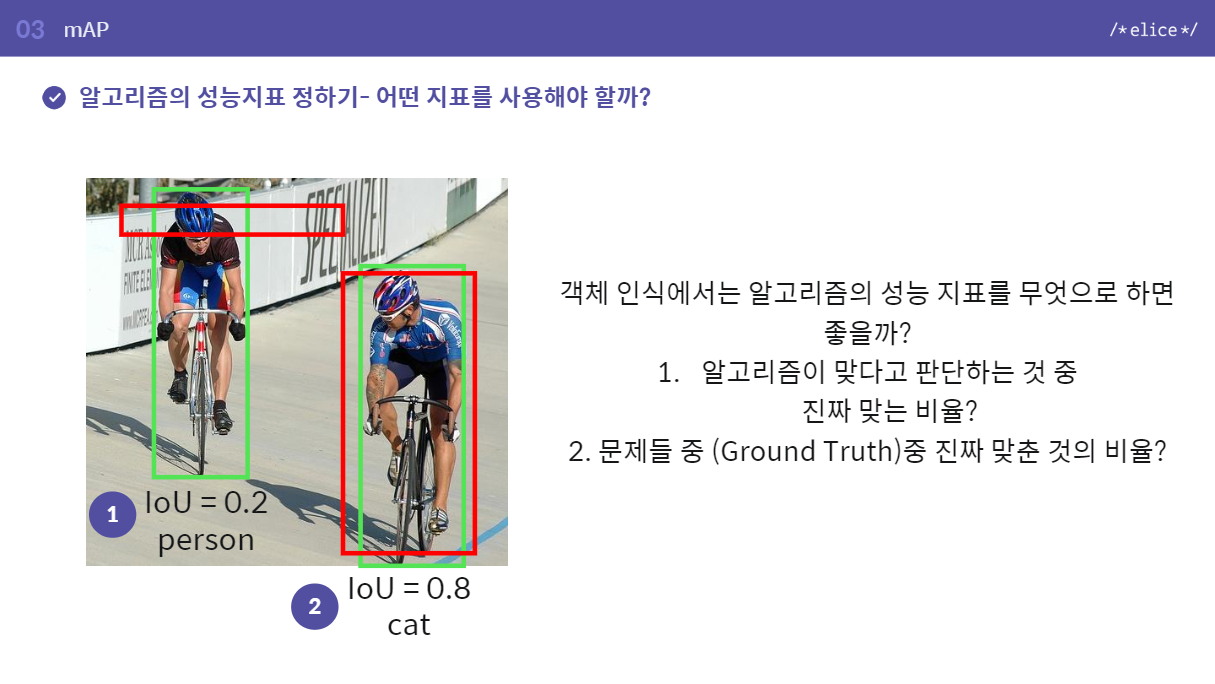 03 mAP
/*elice*/
알고리즘의 성능지표 정하기- 어떤 지표를 사용해야 할까?
SPECIALIZED
FINITE ELE
객체 인식에서는 알고리즘의 성능 지표를 무엇으로 하면
좋을까?
1. 알고리즘이 맞다고 판단하는 것 중
진짜 맞는 비율?
2. 문제들 중 (Ground Truth)중 진짜 맞춘 것의 비율?
1 IoU = 0.2
person
2 IoU = 0.8
cat